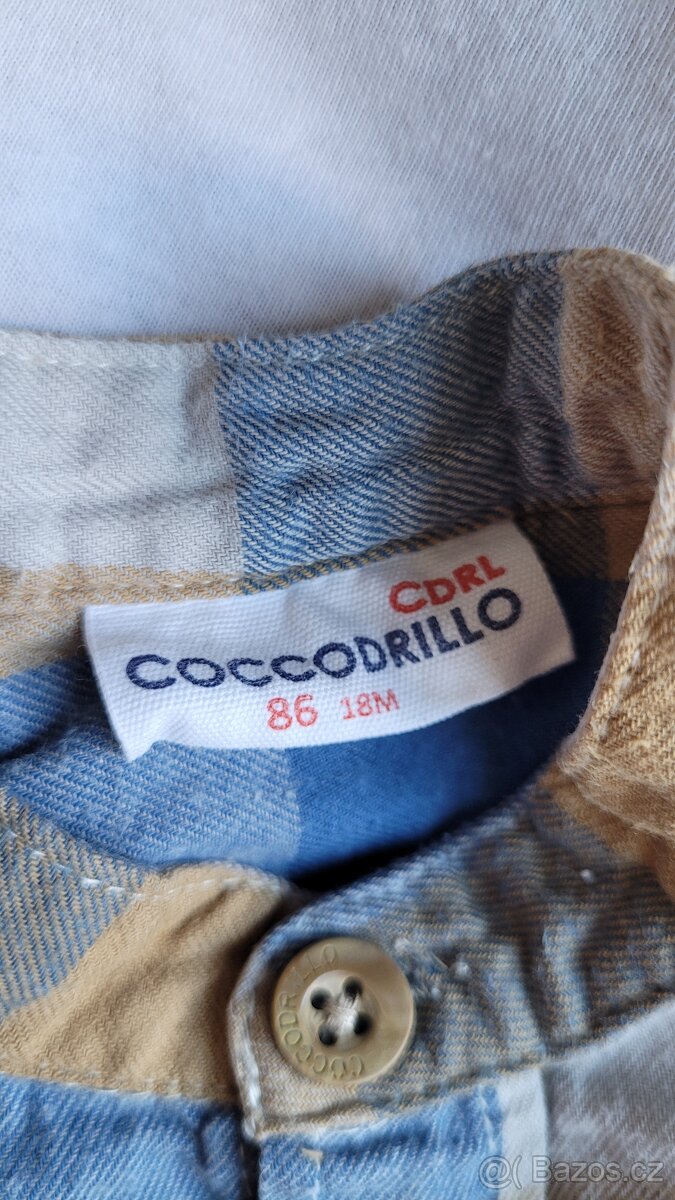 CDRL
COCCODRILLO
86 18M
COCCODRILLO
@( Bazos.cz